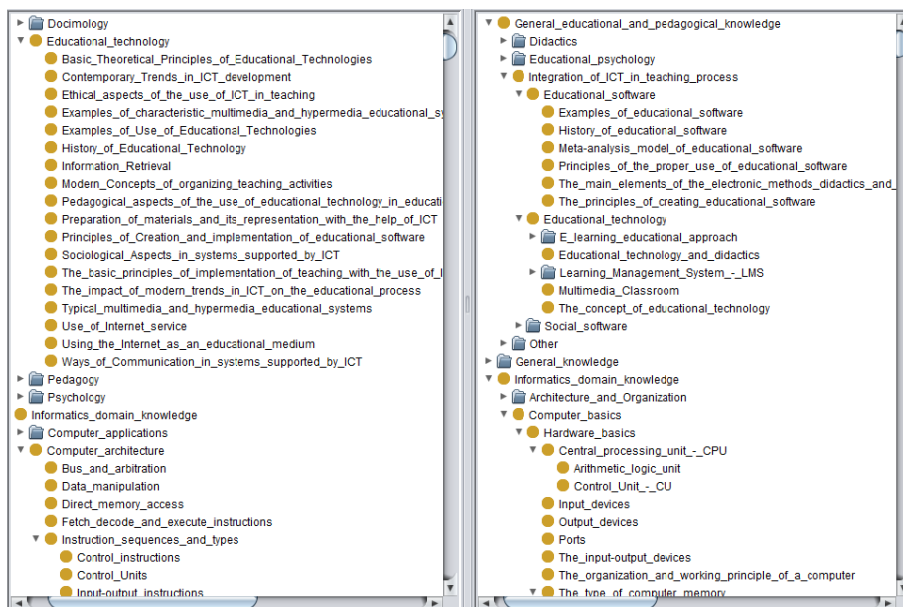 Docimology
Educational_technology
Basic_Theoretical_Principles_of_Educational_Technologies
Contemporary_Trends_in_ICT_development
Ethical_aspects_of_the_use_of_ICT_in_teaching
Examples_of_characteristic_multimedia_and_hypermedia_educational_sy
Examples_of_Use_of_Educational_Technologies
History_of_Educational_Technology
Information_Retrieval
Modern_Concepts_of_organizing_teaching_activities
Pedagogical_aspects_of_the_use_of_educational_technology_in_educati
Preparation_of_materials_and_its_representation_with_the_help_of_ICT
Principles_of_Creation_and_implementation_of_educational_software
Sociological_Aspects_in_systems_supported_by_ICT
The_basic_principles_of_implementation_of_teaching_with_the_use_of_I
The_impact_of_modern_trends_in_ICT_on_the_educational_process
Typical_multimedia_and_hypermedia_educational_systems
Use_of_Internet_service
Using_the_Internet_as_an_educational_medium
Ways_of_Communication_in_systems_supported_by_ICT
Pedagogy
Psychology
Informatics_domain_knowledge
Computer_applications
Computer_architecture
Bus_and_arbitration
Data_manipulation
Direct_memory_access
Fetch_decode_and_execute_instructions
Instruction_sequences_and_types
Control_instructions
Control_Units
Input-output_instructions
General_educational_and_pedagogical_knowledge
Didactics
Educational_psychology
Integration_of_ICT_in_teaching_process
Educational_software
Examples_of_educational_software
History_of_educational_software
Meta-analysis_model_of_educational_software
Principles_of_the_proper_use_of_educational_software
The_main_elements_of_the_electronic_methods_didactics_and_
The_principles_of_creating_educational_software
Educational_technology
E_learning_educational_approach
Educational_technology_and_didactics
Learning_Management_System_-_LMS
Multimedia_Classroom
The_concept_of_educational_technology
Social_software
Other
General_knowledge
Informatics_domain_knowledge
Architecture_and_Organization
Computer_basics
Hardware_basics
Central_processing_unit_-_CPU
Arithmetic_logic_unit
Control_Unit_-_CU
Input_devices
Output_devices
Ports
The_input-output_devices
The_organization_and_working_principle_of_a_computer
The_type_of_computer_memory